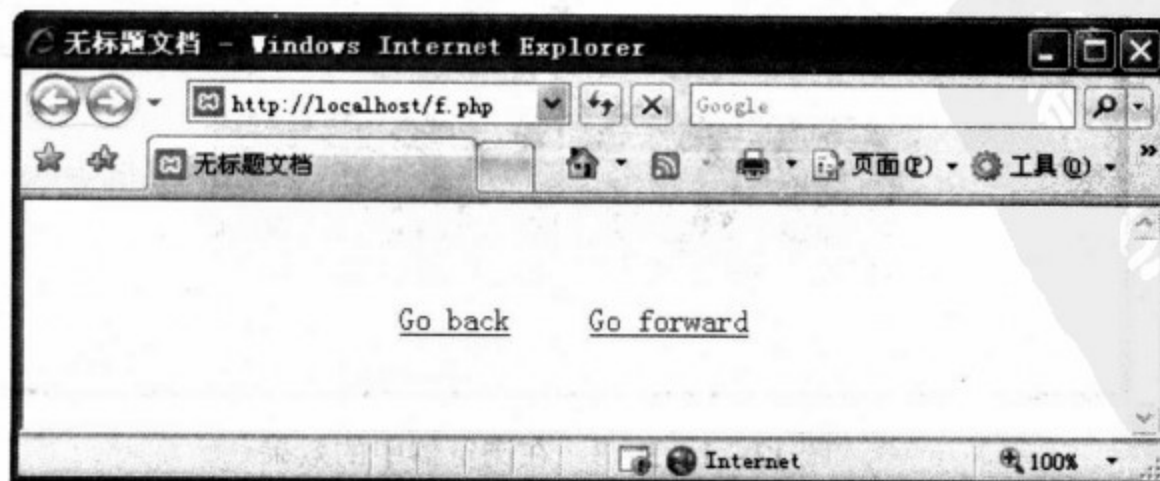 无标题文档 - Windows Internet Explorer
http://localhost/f.php Google
无标题文档 页面(P) 工具(O) »
Go back Go forward
Internet 100%